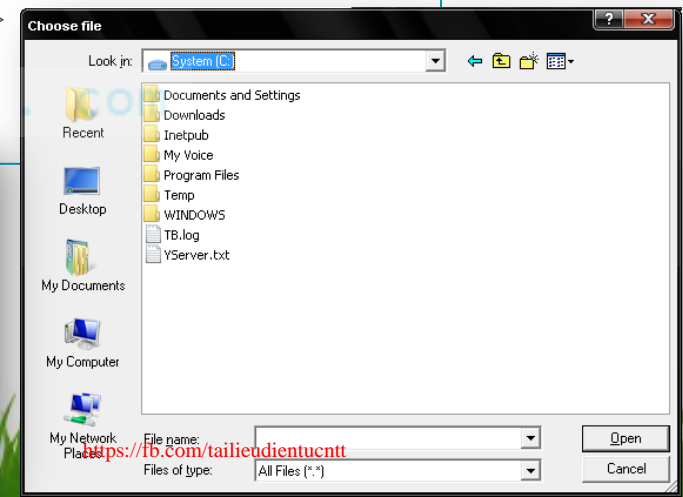 Choose file
Look in:
System (C:
. com
Recent
Desktop
My Documents
My Computer
My Network
Places
Documents and Settings
Downloads
Inetpub
My Voice
Program Files
Temp
WINDOWS
TB.log
YServer.txt
File name:
Open
https://fb.com/tailieudientucntt
Files of type:
All Files (*.*)
Cancel